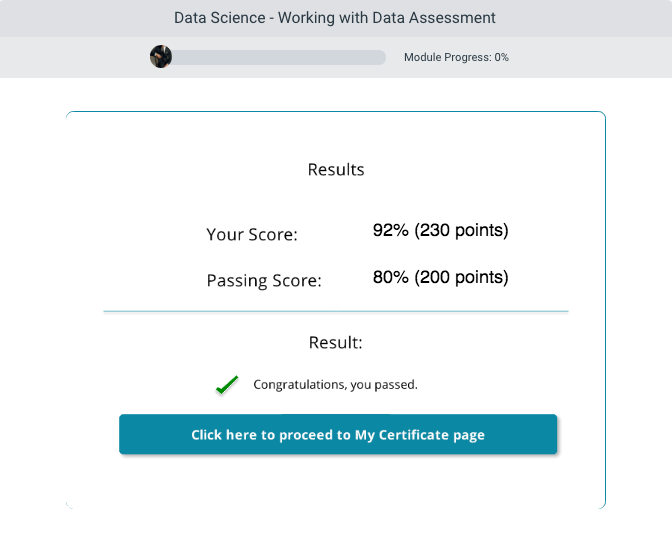 Data Science - Working with Data Assessment
Module Progress: 0%
Results
Your Score: 92% (230 points)
Passing Score: 80% (200 points)
Result:
Congratulations, you passed.
Click here to proceed to My Certificate page